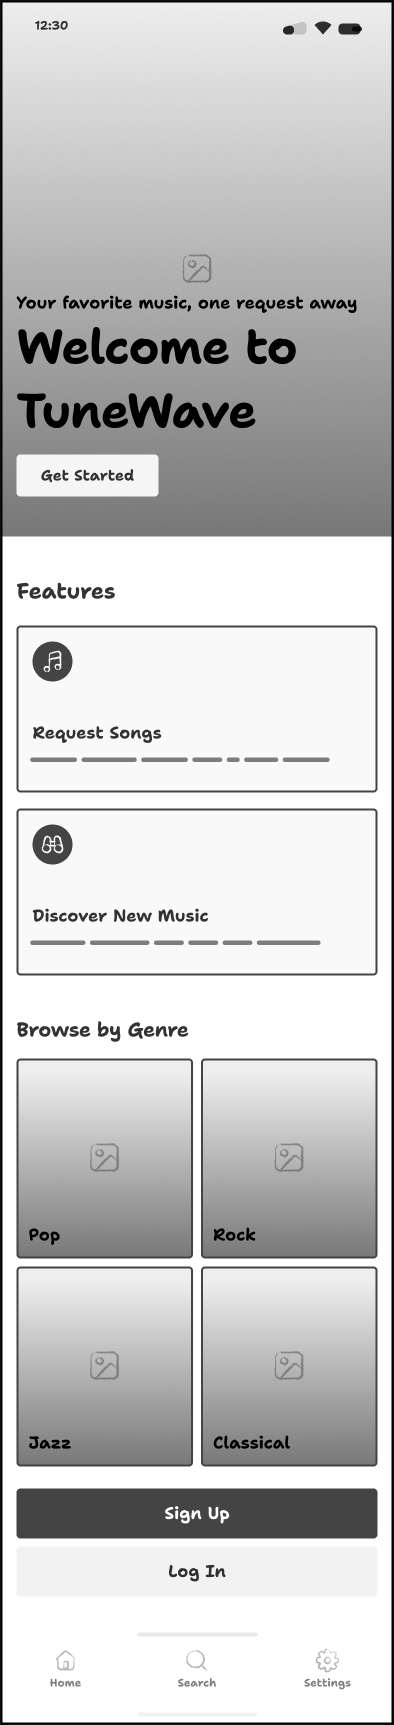 12:30
Your favorite music, one request away
Welcome to
TuneWave
Get Started
Features
Request Songs
Discover New Music
Browse by Genre
Pop
Rock
Jazz
Classical
Sign Up
Log In
Home
Search
Settings